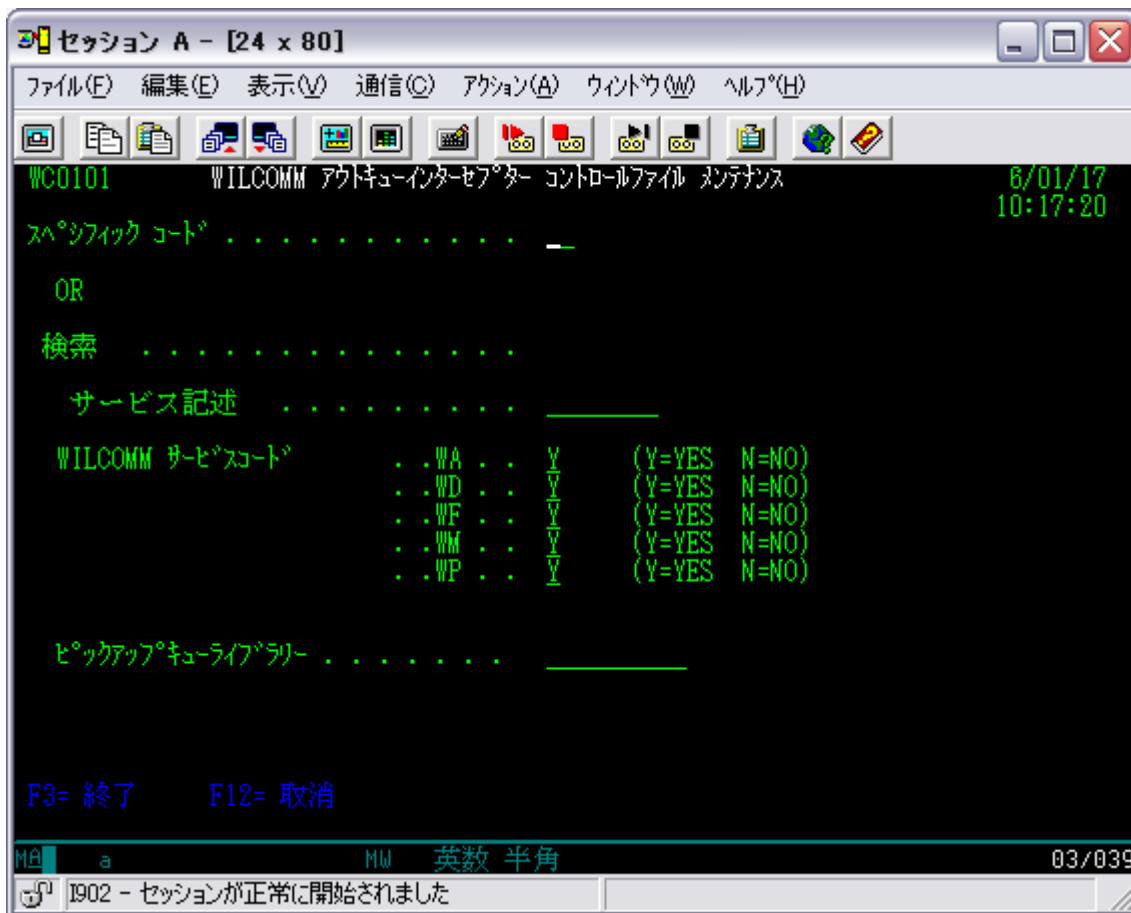 セッション A - [24 x 80]
ファイル(F) 編集(E) 表示(V) 通信(C) アクション(A) ウィンドウ(W) ヘルプ(H)
WC0101 WILCOMM アウトキューインターセプター コントロールファイル メンテナンス 6/01/17
10:17:20
スペシフィック コード . . . . . . . . . . .
OR
検索 . . . . . . . . . . . . . .
サービス記述 . . . . . . . . .
WILCOMM サービスコード . .WA . . Y (Y=YES N=NO)
. .WD . . Y (Y=YES N=NO)
. .WF . . Y (Y=YES N=NO)
. .WM . . Y (Y=YES N=NO)
. .WP . . Y (Y=YES N=NO)
ピックアップキューライブラリー . . . . . . .
F3= 終了 F12= 取消
MA a MW 英数 半角 03/039
I902 - セッションが正常に開始されました